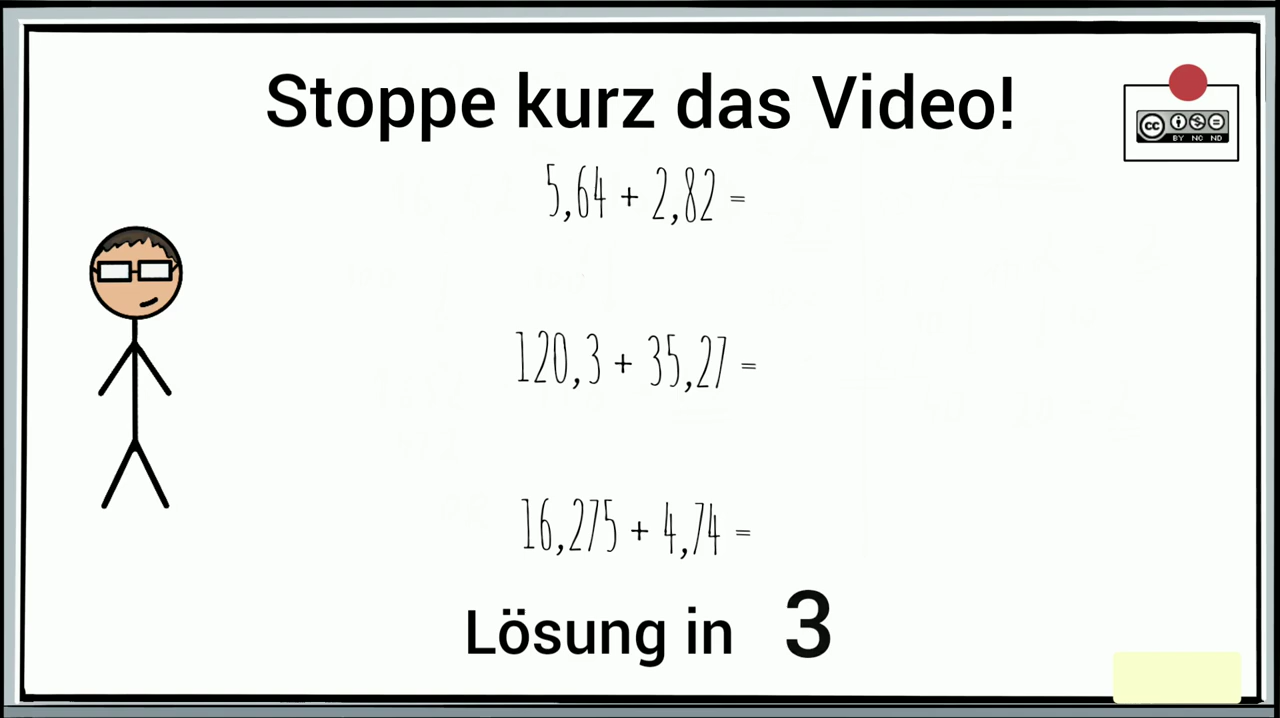 Stoppe kurz das Video!
cc
BY NC ND
5,64 + 2,82 =
120,3 + 35,27 =
16,275 + 4,74 =
Lösung in 3